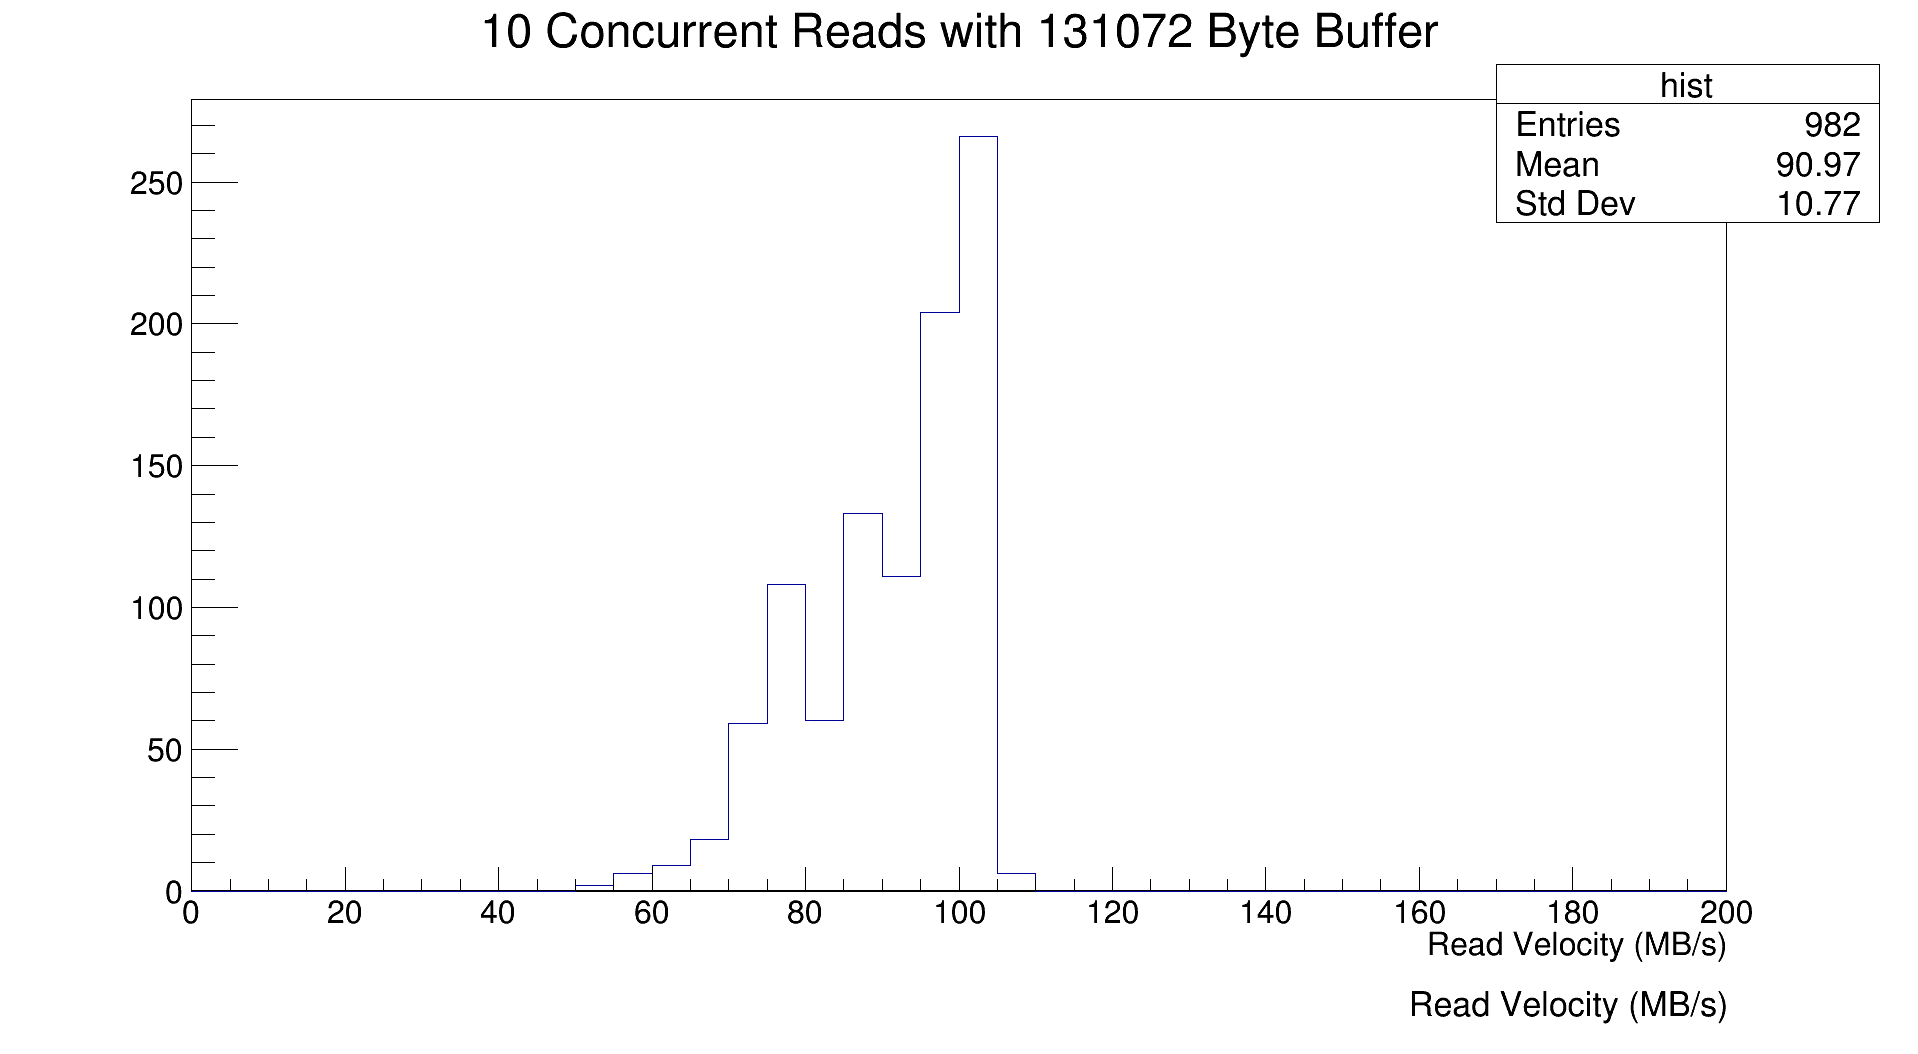 10 Concurrent Reads with 131072 Byte Buffer
hist
Entries 982
Mean 90.97
Std Dev 10.77
250
200
150
100
50
0
0 20 40 60 80 100 120 140 160 180 200
Read Velocity (MB/s)
Read Velocity (MB/s)